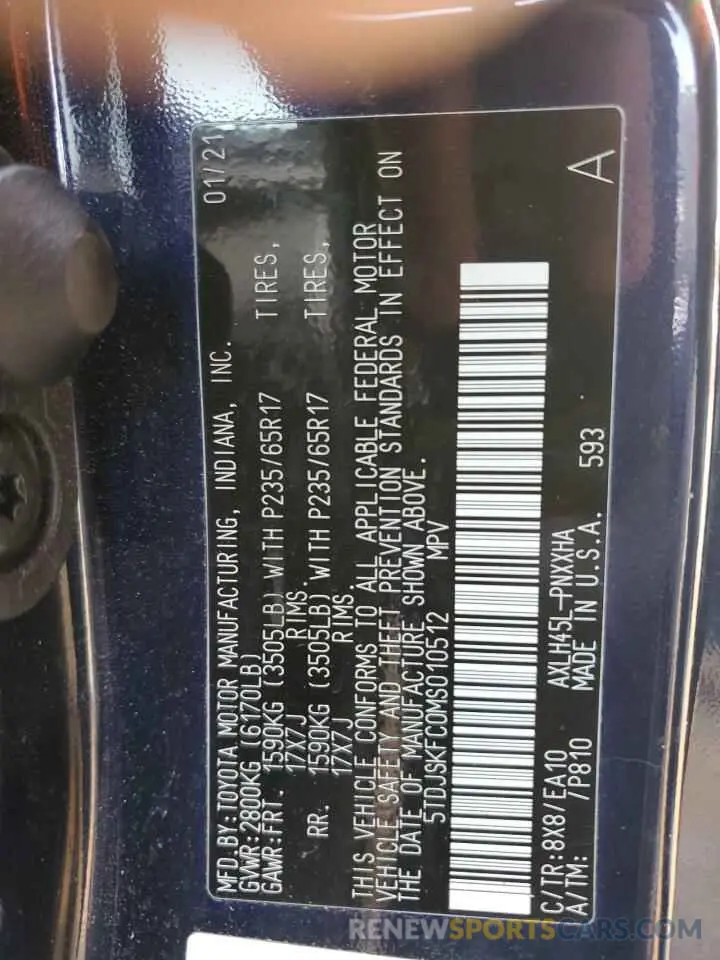 MFD. BY: TOYOTA MOTOR MANUFACTURING, INDIANA, INC. 01/21
GVWR: 2800KG (6170LB)
GAWR: FRT. 1590KG (3505LB) WITH P235/65R17 TIRES,
17X7J RIMS.
RR. 1590KG (3505LB) WITH P235/65R17 TIRES,
17X7J RIMS.
THIS VEHICLE CONFORMS TO ALL APPLICABLE FEDERAL MOTOR
VEHICLE SAFETY AND THEFT PREVENTION STANDARDS IN EFFECT ON
THE DATE OF MANUFACTURE SHOWN ABOVE.
5TDJSKFC0MS010512 MPV A
C/TR: 8X8/EA10 AXLH45L-PNXXHA
A/TM: /P810 MADE IN U.S.A. 593
RENEWSPORTSCARS.COM